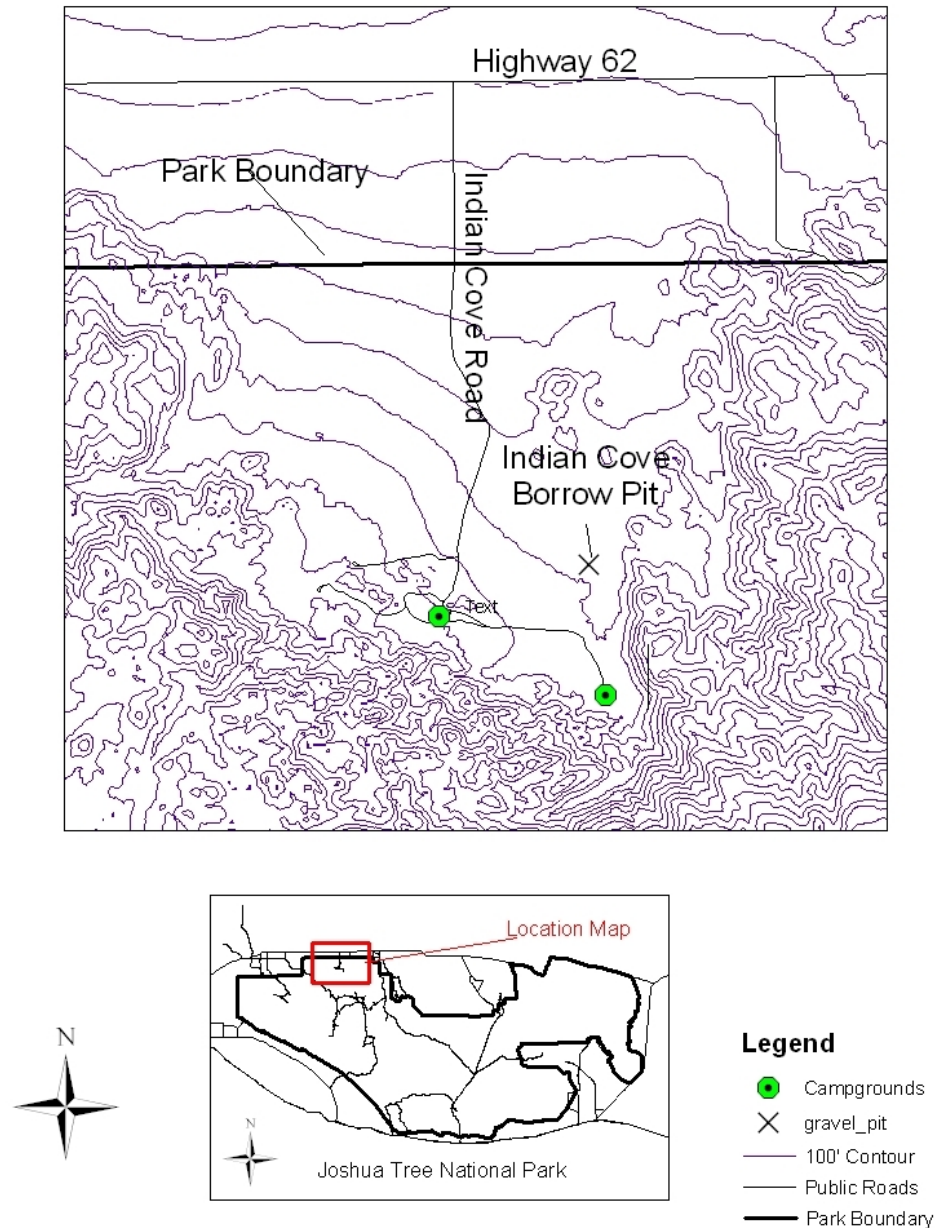 Highway 62
Park Boundary
Indian Cove Road
Indian Cove
Borrow Pit
Text
Location Map
N
N
Joshua Tree National Park
Legend
Campgrounds
gravel_pit
100' Contour
Public Roads
Park Boundary